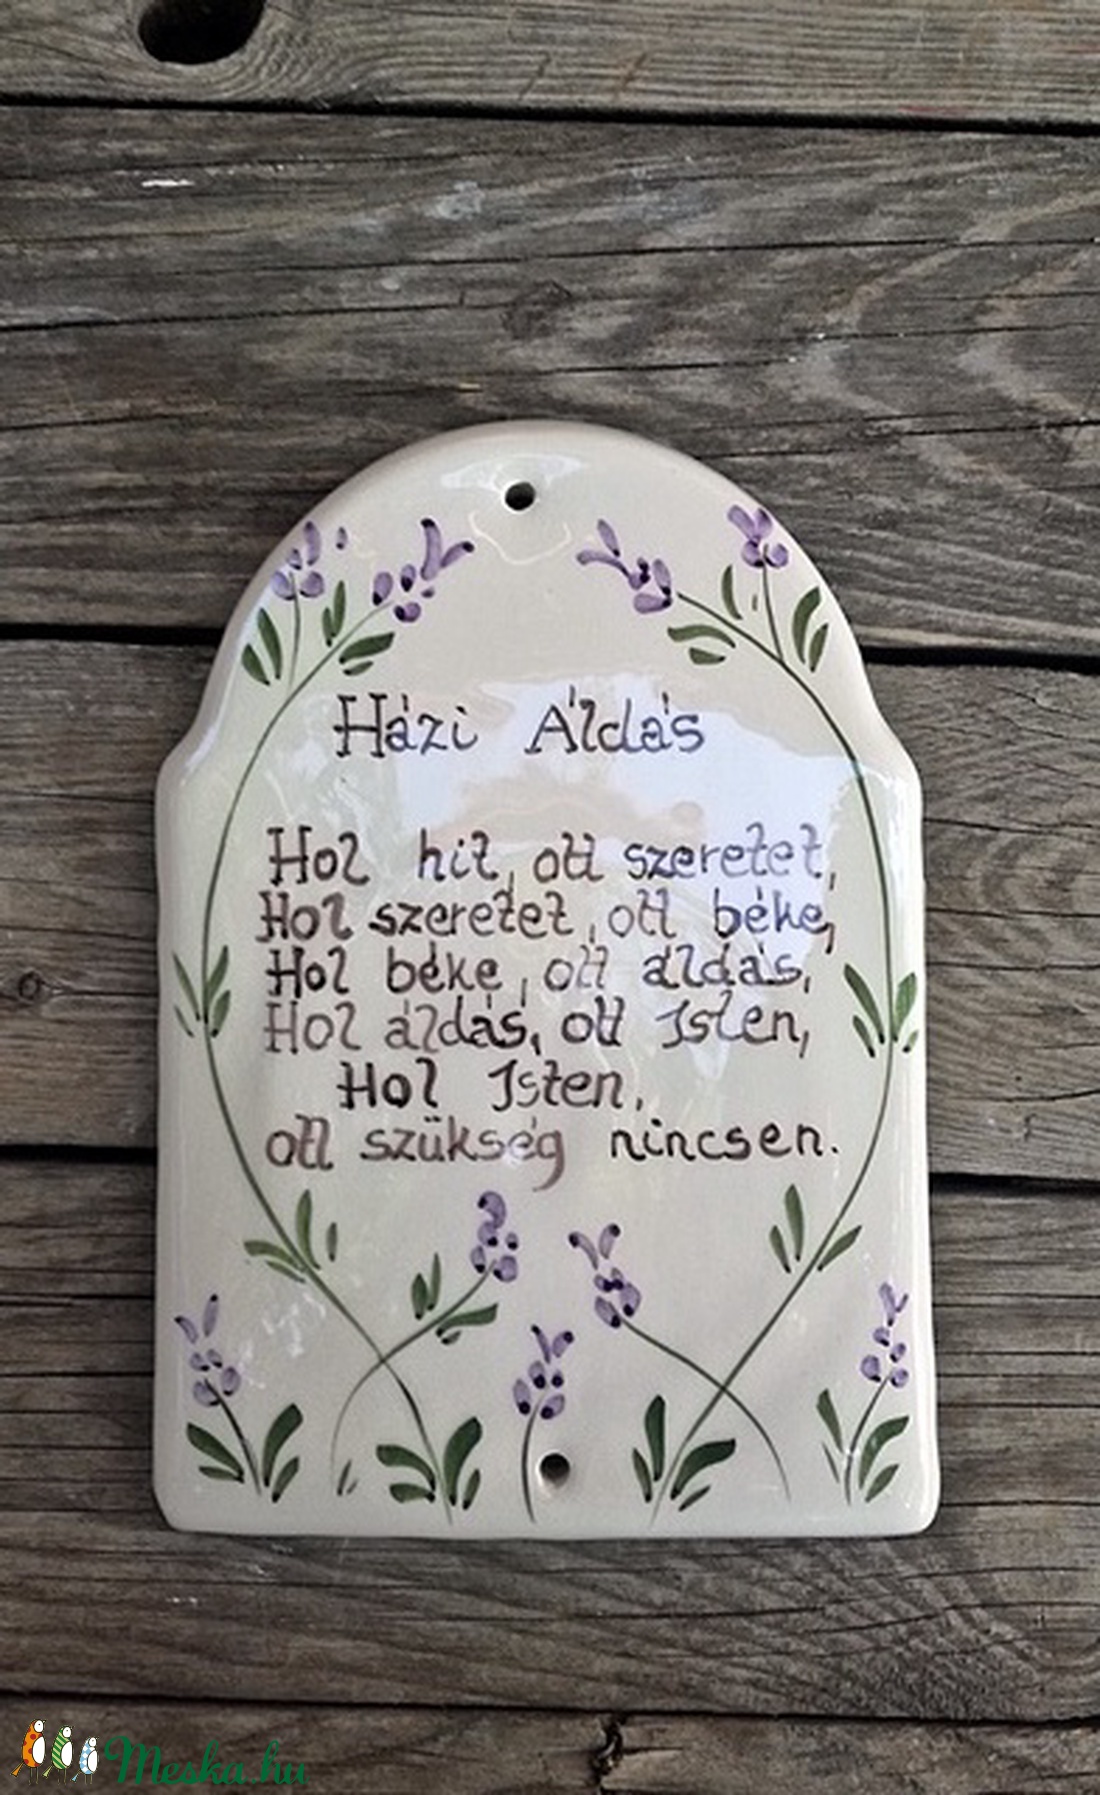 Házi Áldás
Hol hit, ott szeretet,
Hol szeretet, ott béke,
Hol béke, ott áldás,
Hol áldás, ott Isten,
Hol Isten,
ott szükség nincsen.
Meska.hu